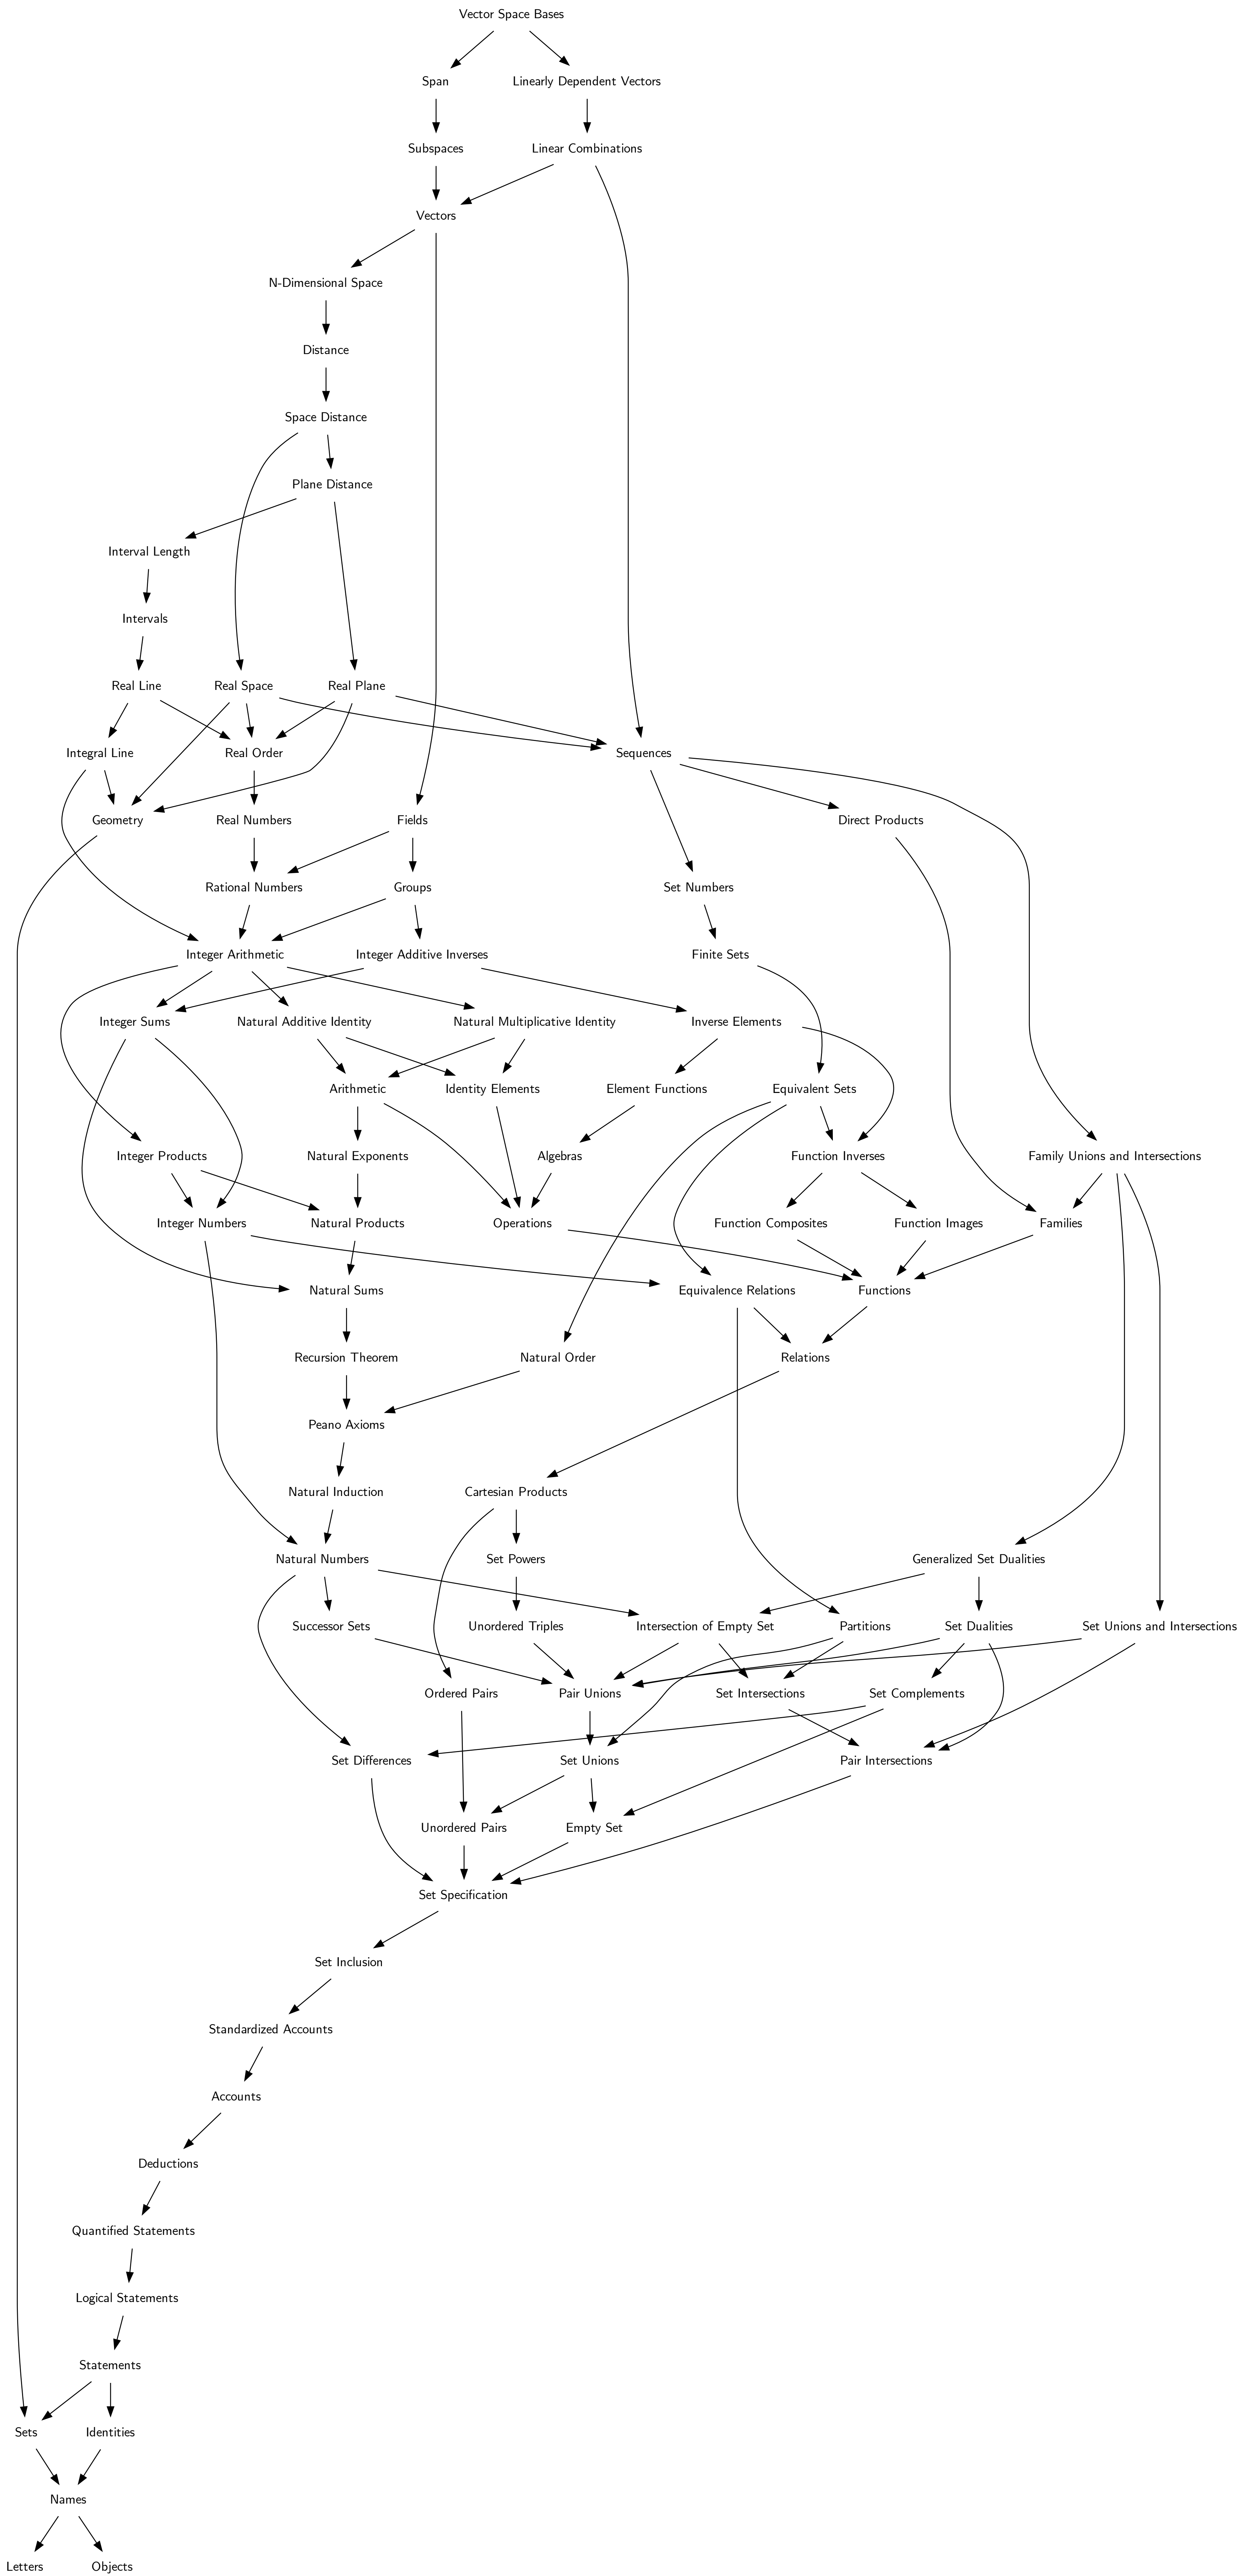 Vector Space Bases
Span
Linearly Dependent Vectors
Subspaces
Linear Combinations
Vectors
N-Dimensional Space
Distance
Space Distance
Plane Distance
Interval Length
Intervals
Real Line
Real Space
Real Plane
Integral Line
Real Order
Sequences
Geometry
Real Numbers
Fields
Direct Products
Rational Numbers
Groups
Set Numbers
Integer Arithmetic
Integer Additive Inverses
Finite Sets
Integer Sums
Natural Additive Identity
Natural Multiplicative Identity
Inverse Elements
Arithmetic
Identity Elements
Element Functions
Equivalent Sets
Integer Products
Natural Exponents
Algebras
Function Inverses
Family Unions and Intersections
Integer Numbers
Natural Products
Operations
Function Composites
Function Images
Families
Natural Sums
Equivalence Relations
Functions
Recursion Theorem
Natural Order
Relations
Peano Axioms
Natural Induction
Cartesian Products
Natural Numbers
Set Powers
Generalized Set Dualities
Successor Sets
Unordered Triples
Intersection of Empty Set
Partitions
Set Dualities
Set Unions and Intersections
Ordered Pairs
Pair Unions
Set Intersections
Set Complements
Set Differences
Set Unions
Pair Intersections
Unordered Pairs
Empty Set
Set Specification
Set Inclusion
Standardized Accounts
Accounts
Deductions
Quantified Statements
Logical Statements
Statements
Sets
Identities
Names
Letters
Objects